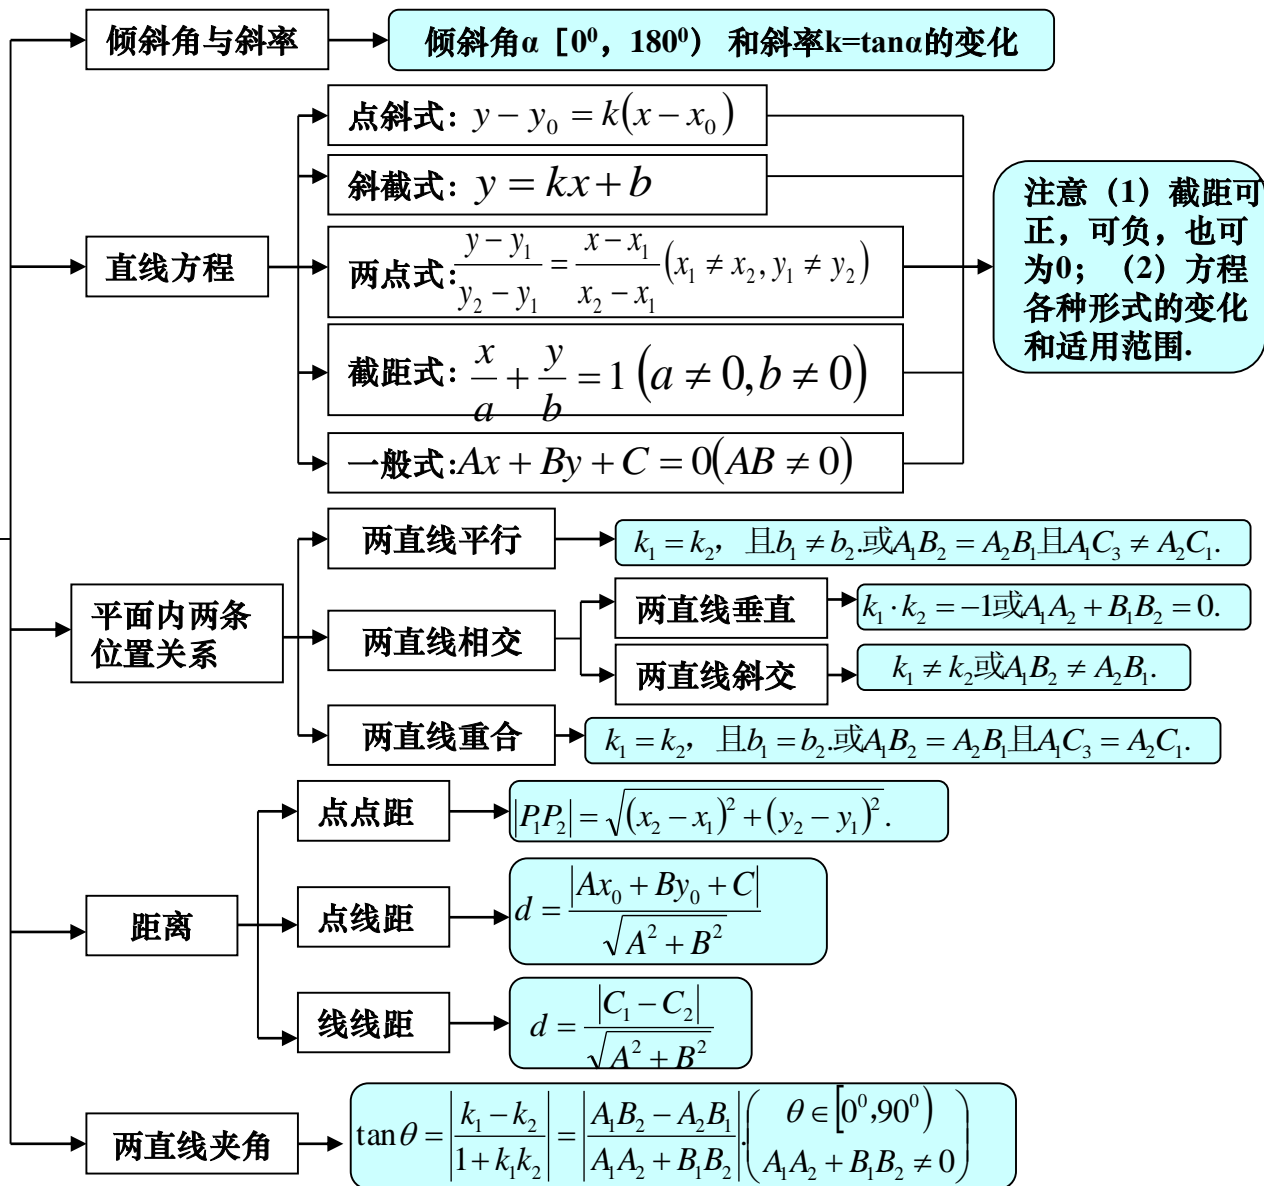 倾斜角与斜率
倾斜角α［0⁰，180⁰） 和斜率k=tanα的变化
直线方程
点斜式: y − y₀ = k(x − x₀)
斜截式: y = kx + b
两点式: (y − y₁)/(y₂ − y₁) = (x − x₁)/(x₂ − x₁) (x₁ ≠ x₂, y₁ ≠ y₂)
截距式: x/a + y/b = 1 (a ≠ 0, b ≠ 0)
一般式: Ax + By + C = 0(AB ≠ 0)
注意（1）截距可
正，可负，也可
为0；（2）方程
各种形式的变化
和适用范围.
平面内两条
位置关系
两直线平行
k₁ = k₂，且b₁ ≠ b₂.或A₁B₂ = A₂B₁且A₁C₃ ≠ A₂C₁.
两直线相交
两直线垂直
k₁ · k₂ = −1或A₁A₂ + B₁B₂ = 0.
两直线斜交
k₁ ≠ k₂或A₁B₂ ≠ A₂B₁.
两直线重合
k₁ = k₂，且b₁ = b₂.或A₁B₂ = A₂B₁且A₁C₃ = A₂C₁.
距离
点点距
|P₁P₂| = √((x₂ − x₁)² + (y₂ − y₁)²).
点线距
d = |Ax₀ + By₀ + C|/√(A² + B²)
线线距
d = |C₁ − C₂|/√(A² + B²)
两直线夹角
tanθ = |(k₁ − k₂)/(1 + k₁k₂)| = |(A₁B₂ − A₂B₁)/(A₁A₂ + B₁B₂)|.(θ ∈ [0⁰,90⁰)
A₁A₂ + B₁B₂ ≠ 0)